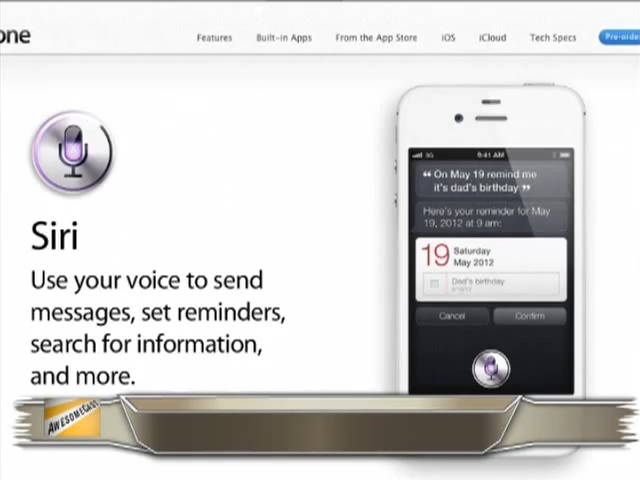 one
Features
Built-in Apps
From the App Store
iOS
iCloud
Tech Specs
Pre-orde
3G
9:41 AM
“ On May 19 remind me
it's dad's birthday ”
Here's your reminder for May
19, 2012 at 9 am:
19
Saturday
May 2012
Dad's birthday
Cancel
Confirm
Siri
Use your voice to send
messages, set reminders,
search for information,
and more.
AWESOMECAST